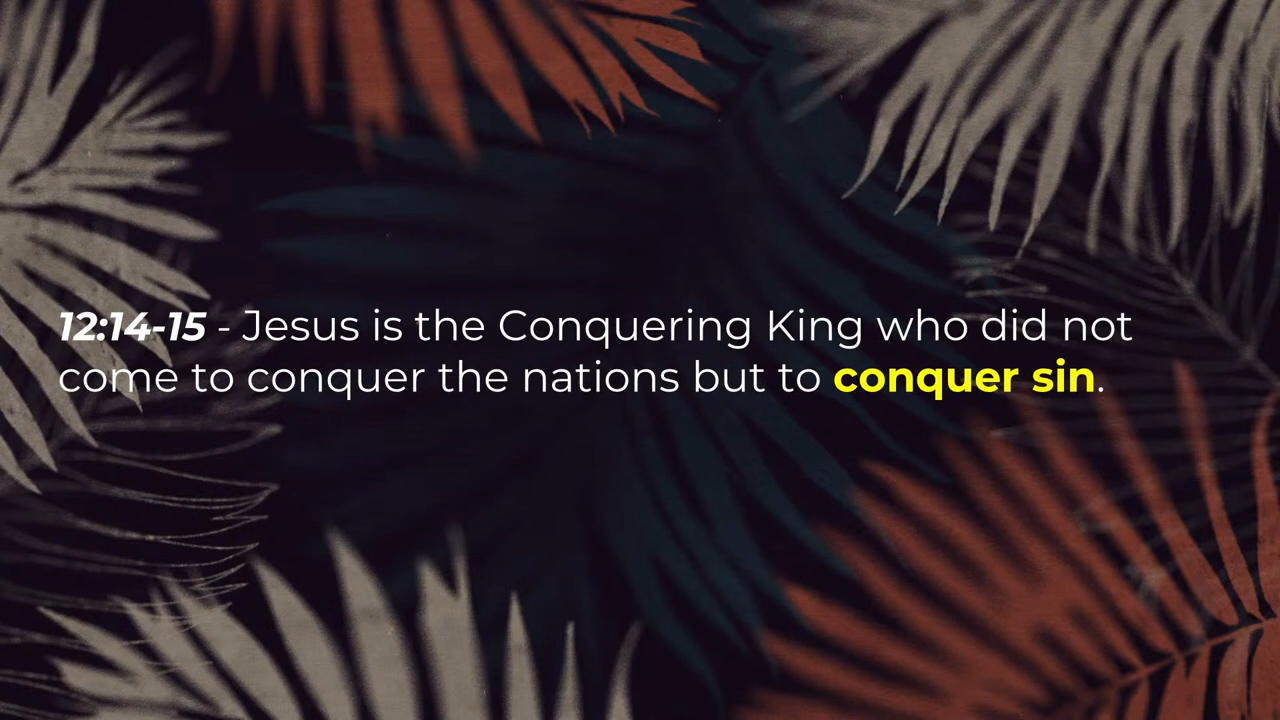 12:14-15 - Jesus is the Conquering King who did not
come to conquer the nations but to conquer sin.